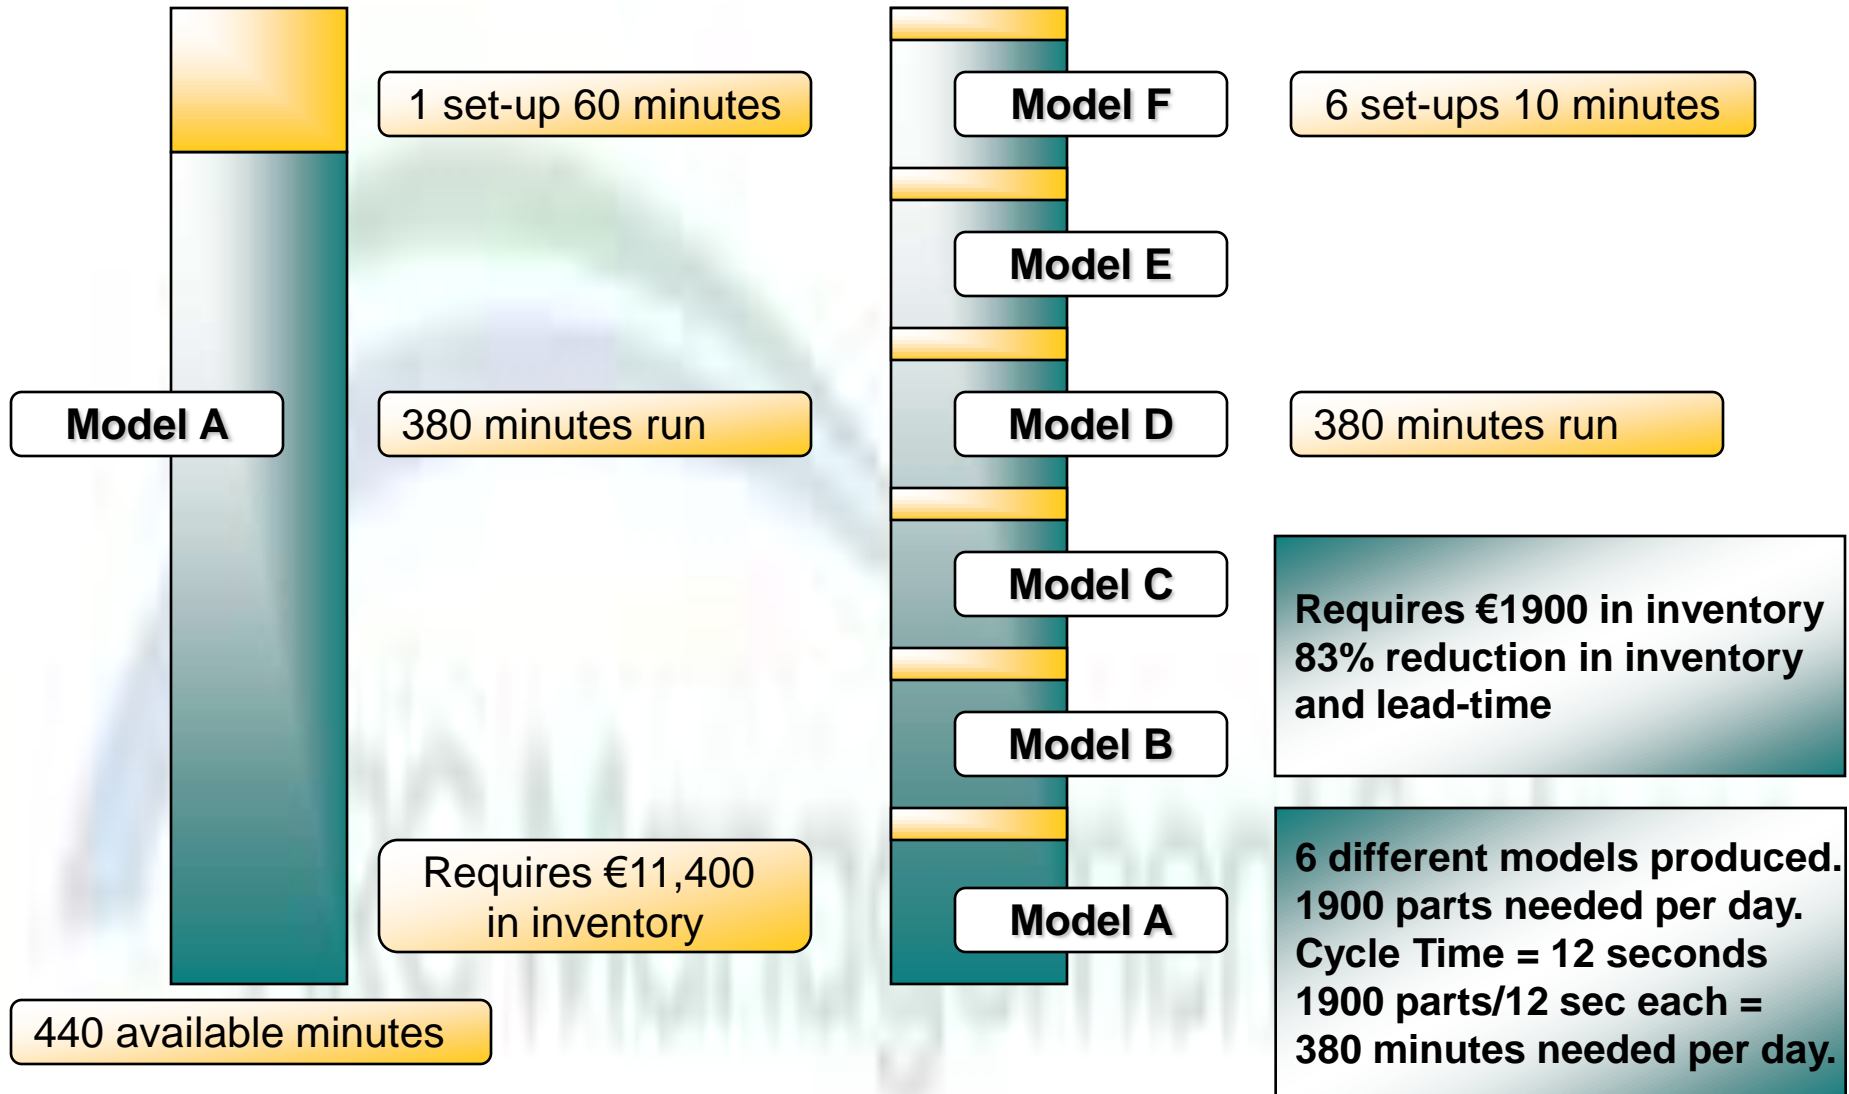 1 set-up 60 minutes
Model A
380 minutes run
Requires €11,400
in inventory
440 available minutes
Model F
Model E
Model D
Model C
Model B
Model A
6 set-ups 10 minutes
380 minutes run
Requires €1900 in inventory
83% reduction in inventory
and lead-time
6 different models produced.
1900 parts needed per day.
Cycle Time = 12 seconds
1900 parts/12 sec each =
380 minutes needed per day.